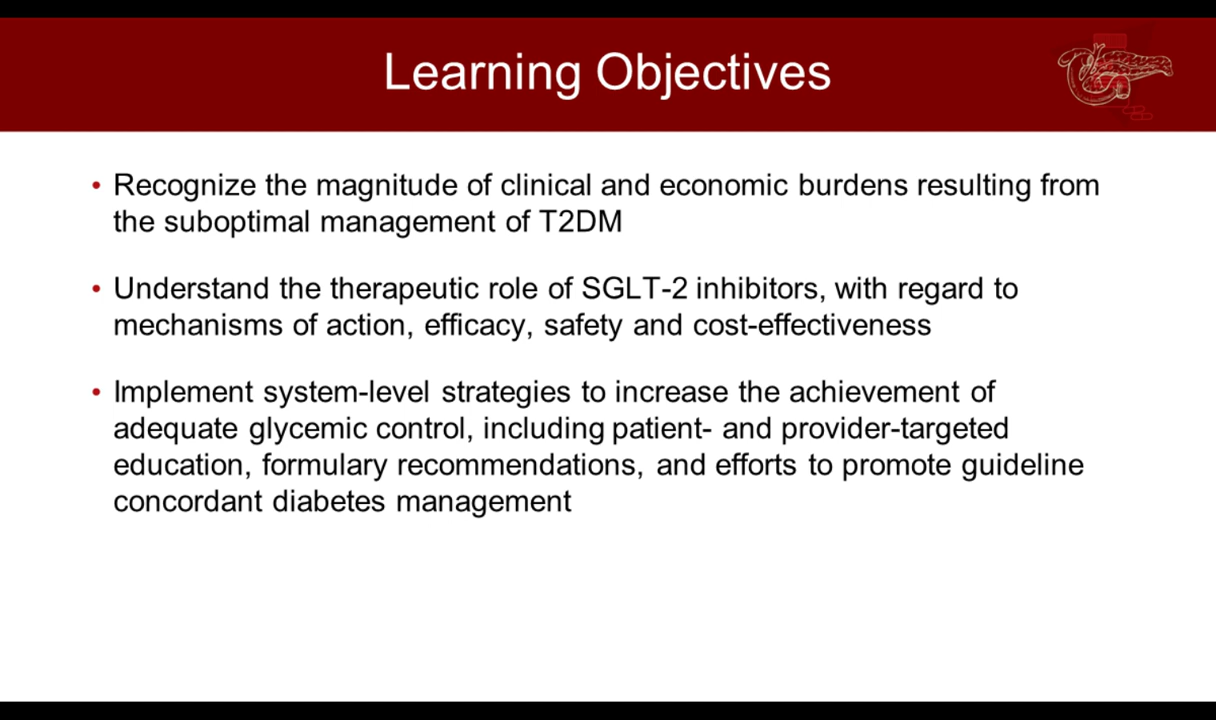 Learning Objectives
• Recognize the magnitude of clinical and economic burdens resulting from
the suboptimal management of T2DM
• Understand the therapeutic role of SGLT-2 inhibitors, with regard to
mechanisms of action, efficacy, safety and cost-effectiveness
• Implement system-level strategies to increase the achievement of
adequate glycemic control, including patient- and provider-targeted
education, formulary recommendations, and efforts to promote guideline
concordant diabetes management